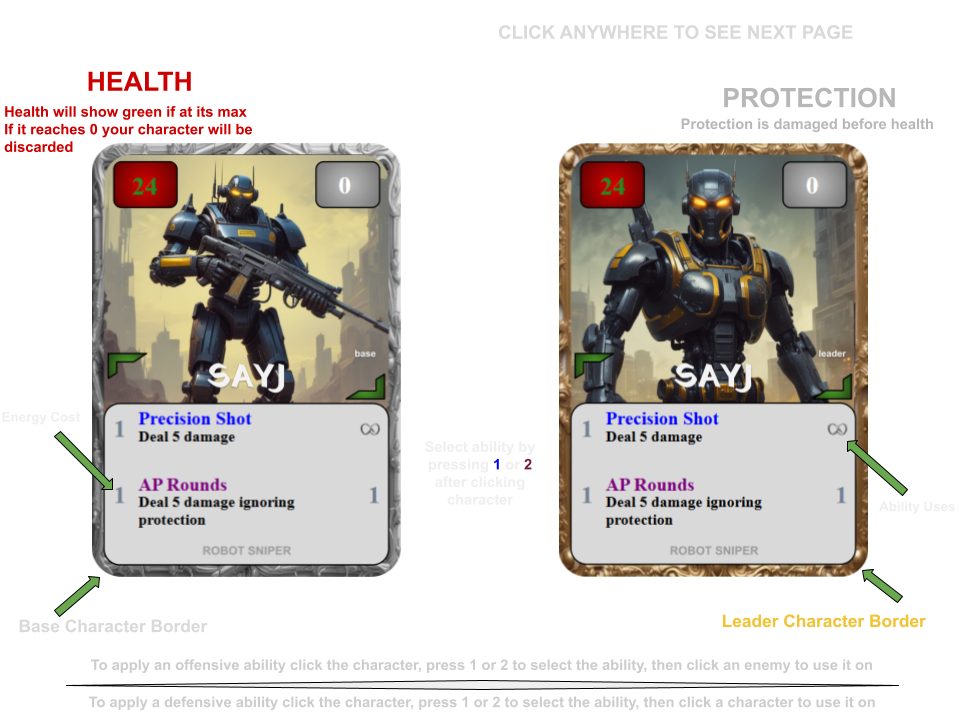 CLICK ANYWHERE TO SEE NEXT PAGE
HEALTH
Health will show green if at its max
If it reaches 0 your character will be
discarded
PROTECTION
Protection is damaged before health
24
0
base
SAYJ
1
Precision Shot
Deal 5 damage
∞
1
AP Rounds
Deal 5 damage ignoring
protection
1
ROBOT SNIPER
Energy Cost
Select ability by
pressing 1 or 2
after clicking
character
24
0
leader
SAYJ
1
Precision Shot
Deal 5 damage
∞
1
AP Rounds
Deal 5 damage ignoring
protection
1
ROBOT SNIPER
Ability Uses
Base Character Border
Leader Character Border
To apply an offensive ability click the character, press 1 or 2 to select the ability, then click an enemy to use it on
To apply a defensive ability click the character, press 1 or 2 to select the ability, then click a character to use it on